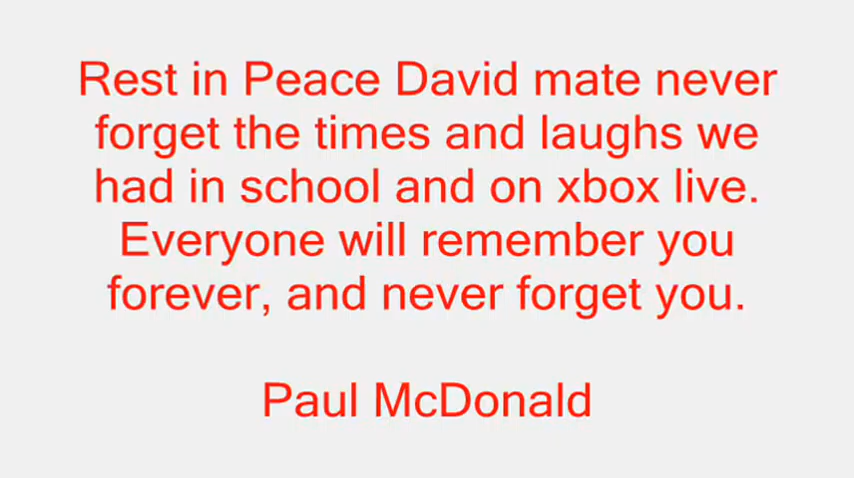 Rest in Peace David mate never
forget the times and laughs we
had in school and on xbox live.
Everyone will remember you
forever, and never forget you.
Paul McDonald